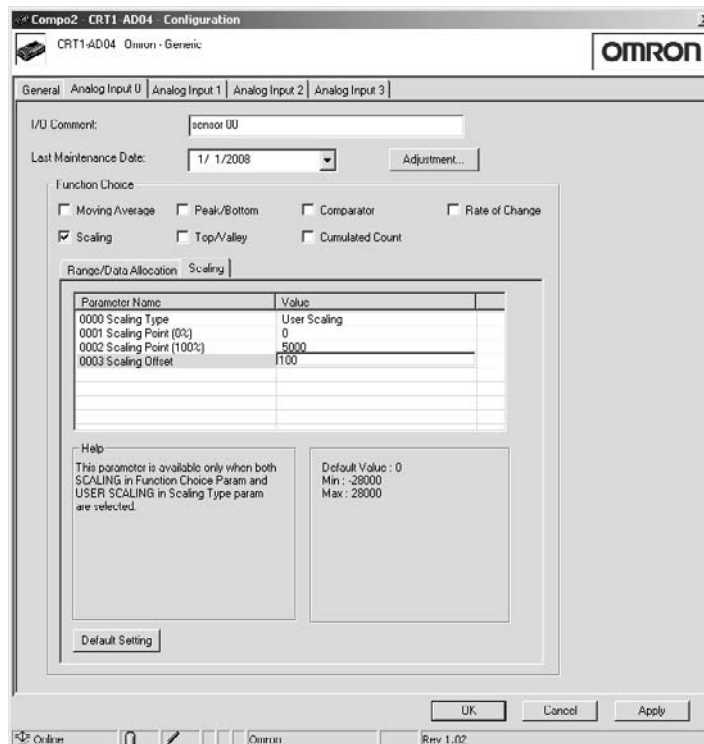 Compo2 - CRT1-AD04 - Configuration
CRT1-AD04 Omron - Generic
OMRON
General Analog Input 0 Analog Input 1 Analog Input 2 Analog Input 3
I/O Comment: sensor 00
Last Maintenance Date: 1/ 1/2008 Adjustment...
Function Choice
Moving Average Peak/Bottom Comparator Rate of Change
Scaling Top/Valley Cumulated Count
Range/Data Allocation Scaling
Parameter Name Value
0000 Scaling Type User Scaling
0001 Scaling Point (0%) 0
0002 Scaling Point (100%) 5000
0003 Scaling Offset 100
Help
This parameter is available only when both
SCALING in Function Choice Param and
USER SCALING in Scaling Type param
are selected.
Default Value : 0
Min : -28000
Max : 28000
Default Setting
OK Cancel Apply
Online Omron Rev 1.02